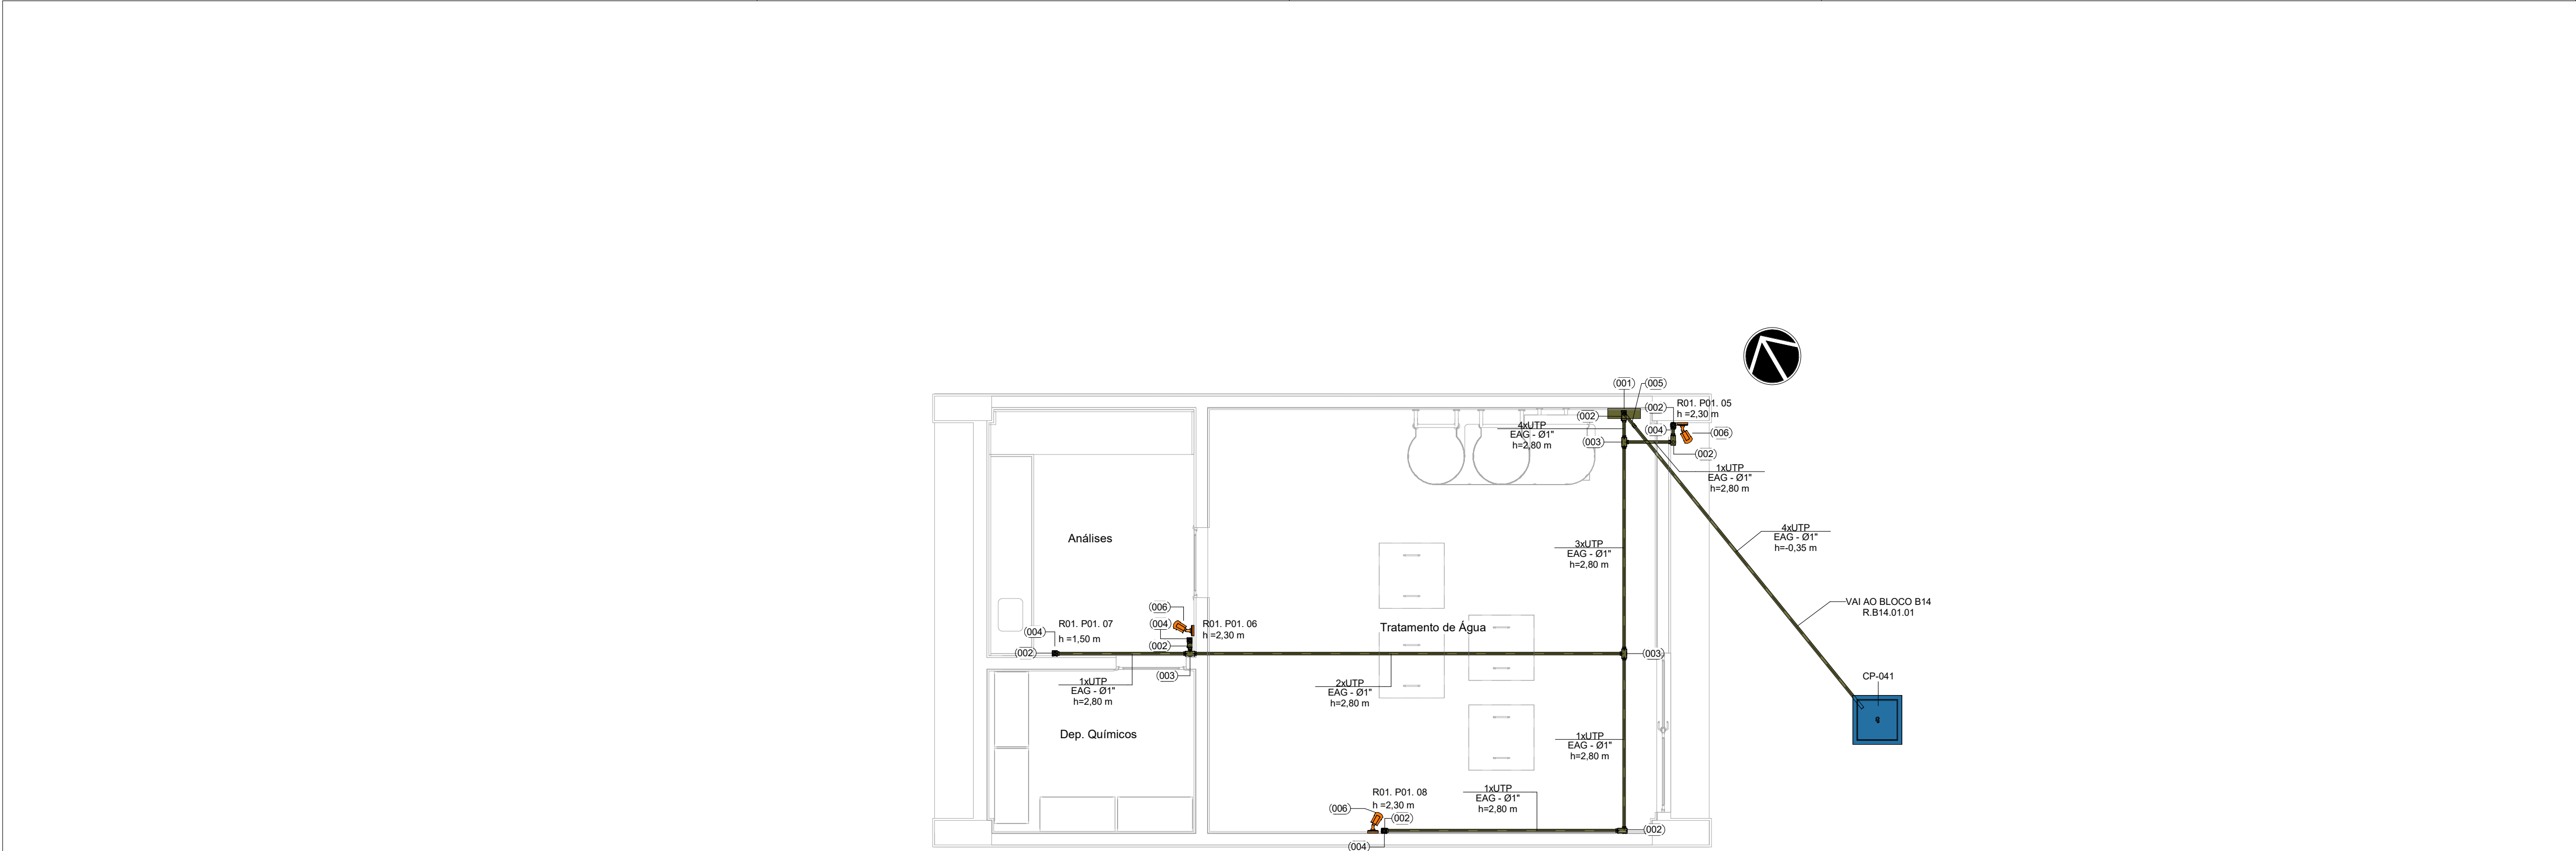 (001)
(005)
(002)
R01. P01. 05
h =2,30 m
(002)
4xUTP
EAG - Ø1"
h=2,80 m
(004)
(006)
(003)
(002)
1xUTP
EAG - Ø1"
h=2,80 m
4xUTP
EAG - Ø1"
h=-0,35 m
Análises
3xUTP
EAG - Ø1"
h=2,80 m
VAI AO BLOCO B14
R.B14.01.01
(006)
R01. P01. 07
(004)
R01. P01. 06
(004)
h =1,50 m
h =2,30 m
Tratamento de Água
(002)
(002)
(003)
(003)
1xUTP
EAG - Ø1"
h=2,80 m
2xUTP
EAG - Ø1"
h=2,80 m
CP-041
Dep. Químicos
1xUTP
EAG - Ø1"
h=2,80 m
R01. P01. 08
h =2,30 m
1xUTP
EAG - Ø1"
h=2,80 m
(006)
(002)
(002)
(004)